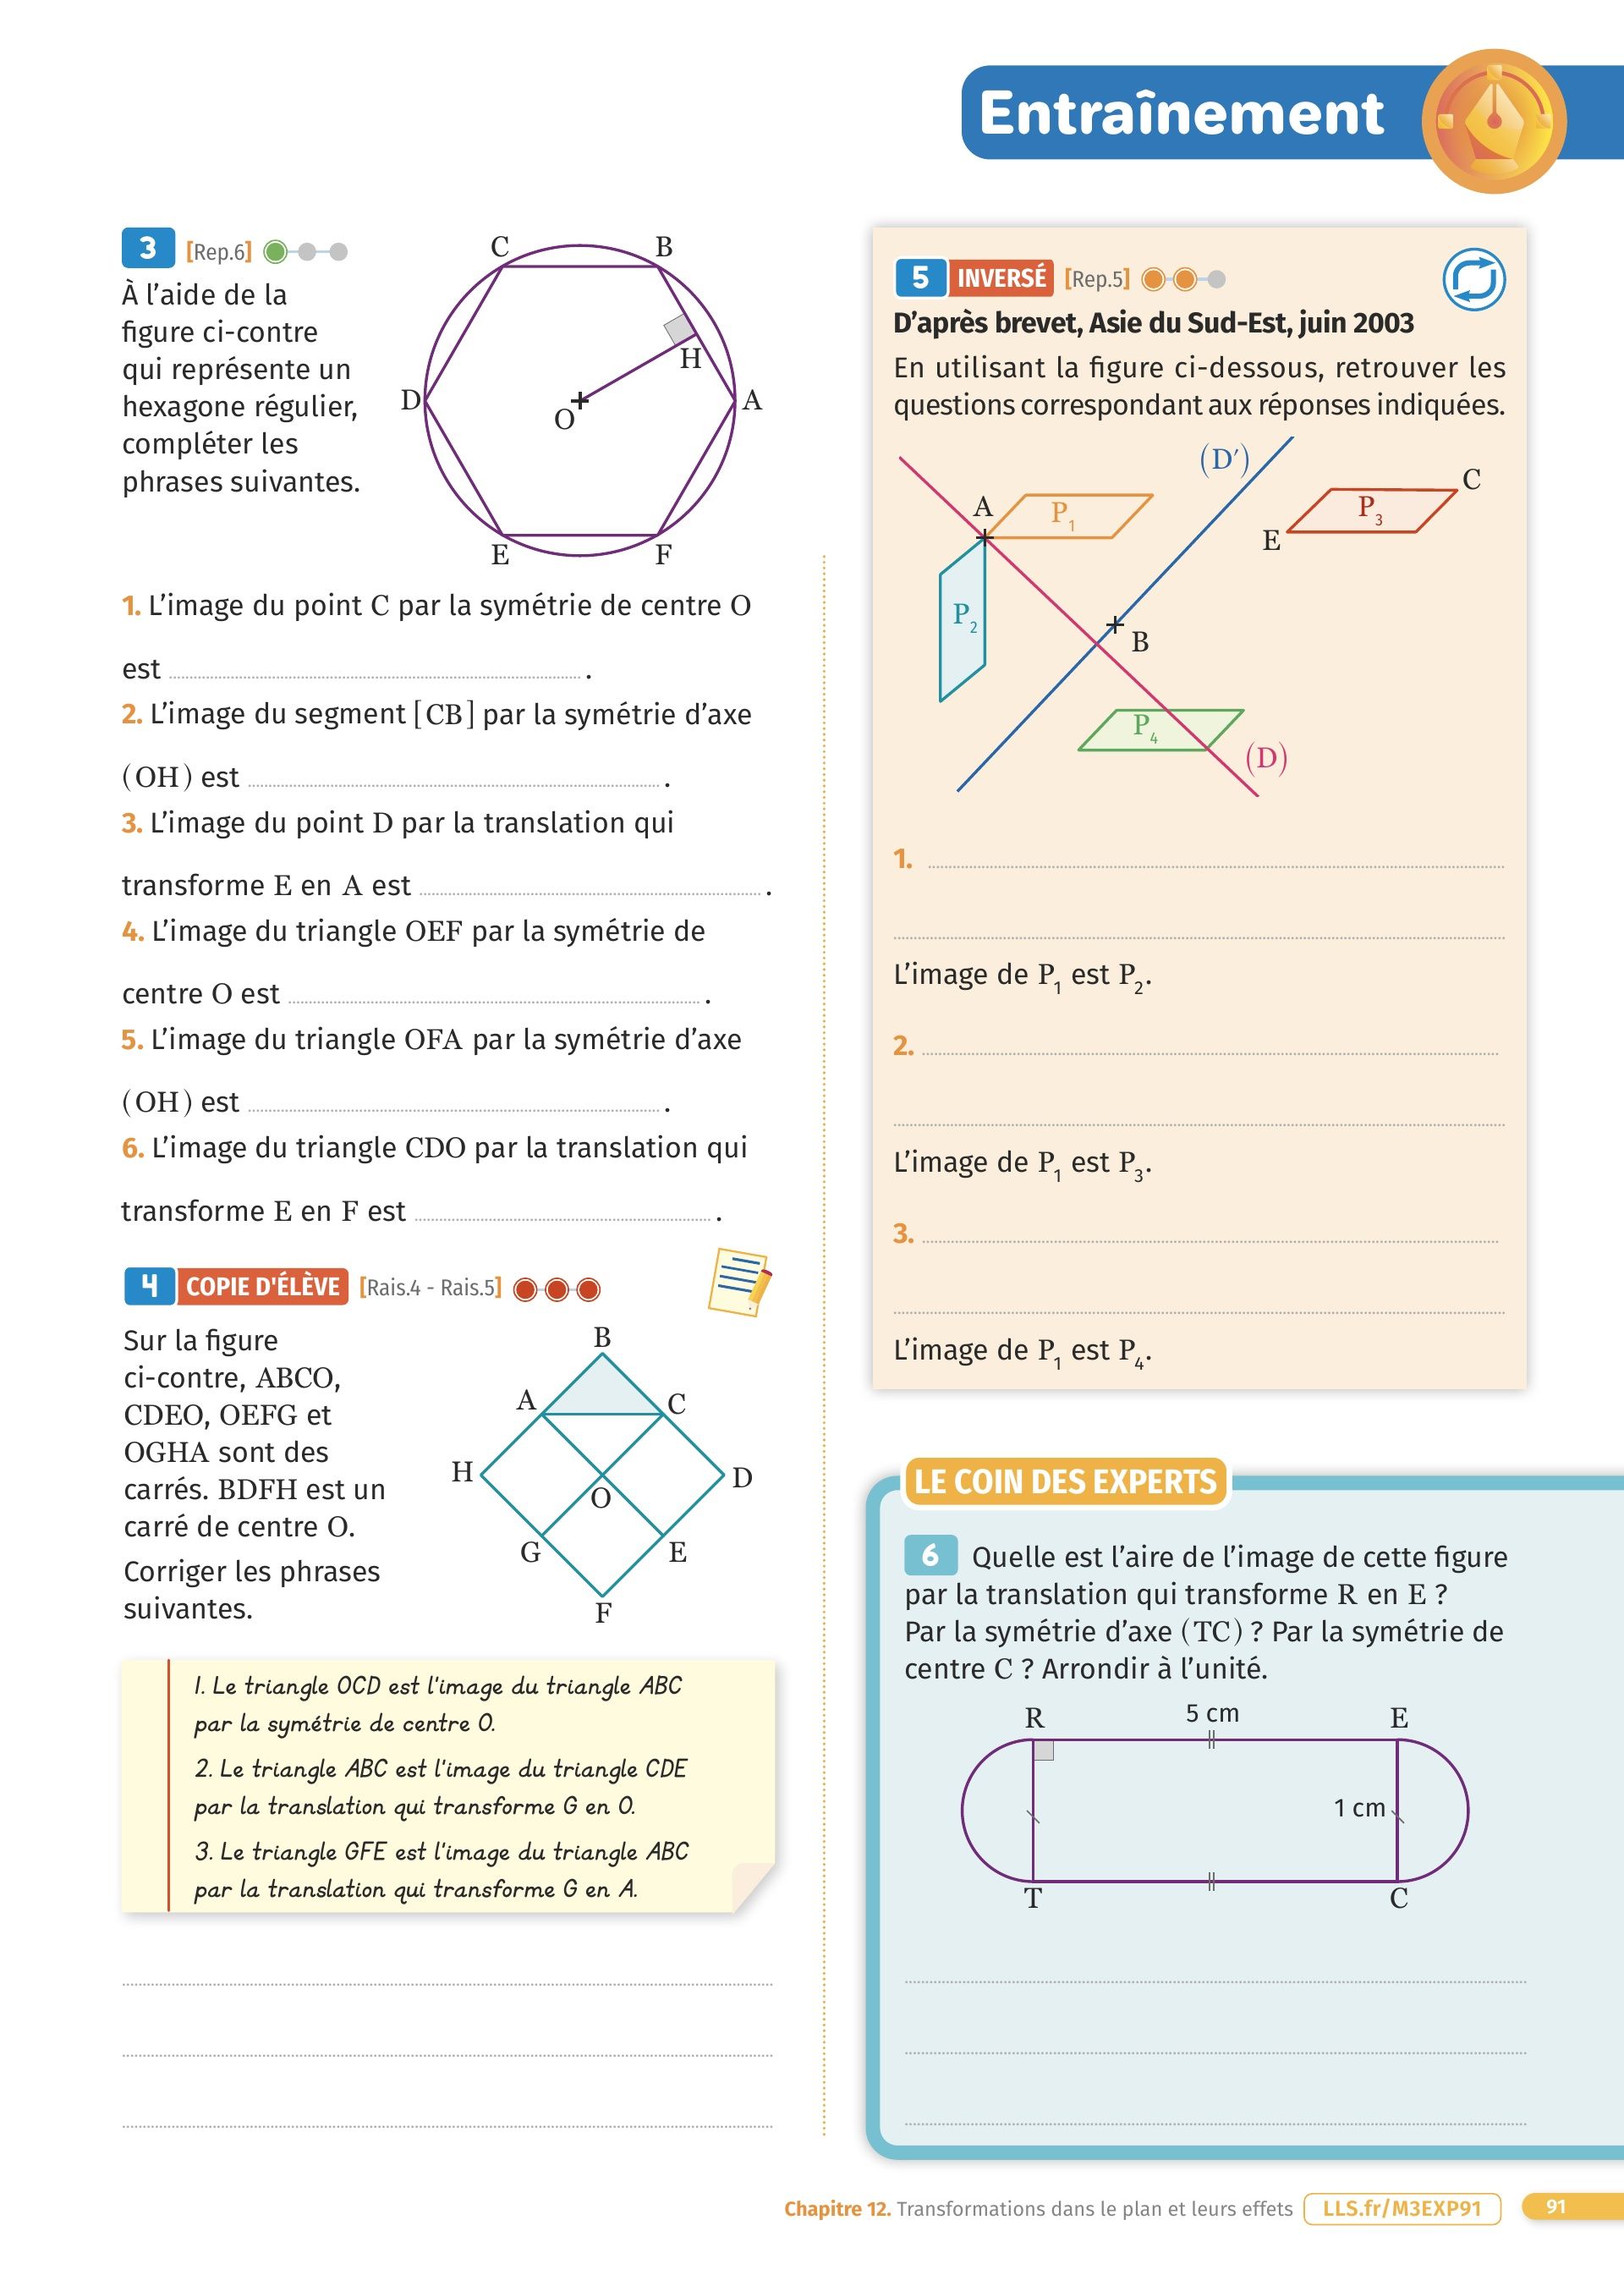 Entraînement
3 [Rep.6]
À l’aide de la
figure ci-contre
qui représente un
hexagone régulier,
compléter les
phrases suivantes.
C B
H
D A
O
E F
1. L’image du point C par la symétrie de centre O
est .
2. L’image du segment [CB] par la symétrie d’axe
(OH) est .
3. L’image du point D par la translation qui
transforme E en A est .
4. L’image du triangle OEF par la symétrie de
centre O est .
5. L’image du triangle OFA par la symétrie d’axe
(OH) est .
6. L’image du triangle CDO par la translation qui
transforme E en F est .
4 COPIE D'ÉLÈVE [Rais.4 - Rais.5]
Sur la figure
ci-contre, ABCO,
CDEO, OEFG et
OGHA sont des
carrés. BDFH est un
carré de centre O.
Corriger les phrases
suivantes.
B
A C
H D
O
G E
F
1. Le triangle OCD est l'image du triangle ABC
par la symétrie de centre O.
2. Le triangle ABC est l'image du triangle CDE
par la translation qui transforme G en O.
3. Le triangle GFE est l'image du triangle ABC
par la translation qui transforme G en A.
5 INVERSÉ [Rep.5]
D’après brevet, Asie du Sud-Est, juin 2003
En utilisant la figure ci-dessous, retrouver les
questions correspondant aux réponses indiquées.
(D′)
C
A P1 P3
E
P2
B
P4
(D)
1.
L’image de P1 est P2.
2.
L’image de P1 est P3.
3.
L’image de P1 est P4.
LE COIN DES EXPERTS
6 Quelle est l’aire de l’image de cette figure
par la translation qui transforme R en E ?
Par la symétrie d’axe (TC) ? Par la symétrie de
centre C ? Arrondir à l’unité.
R 5 cm E
1 cm
T C
Chapitre 12. Transformations dans le plan et leurs effets LLS.fr/M3EXP91 91